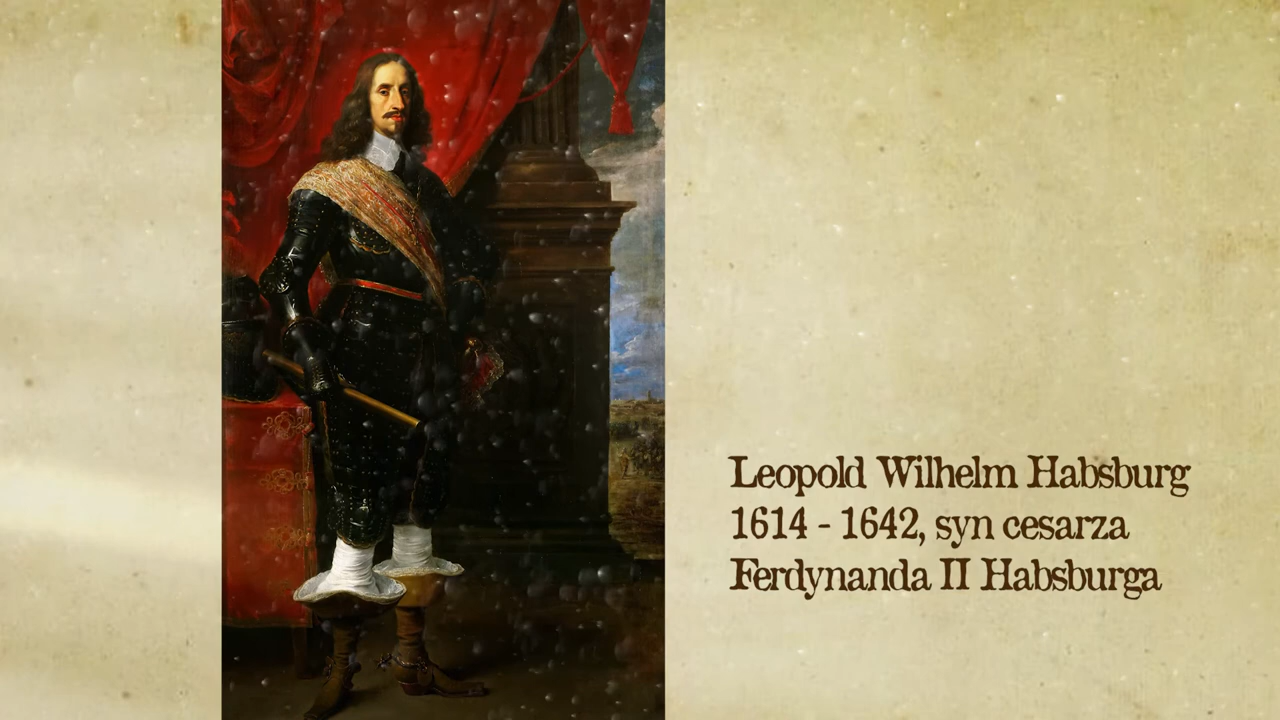 Leopold Wilhelm Habsburg
1614 - 1642, syn cesarza
Ferdynanda II Habsburga